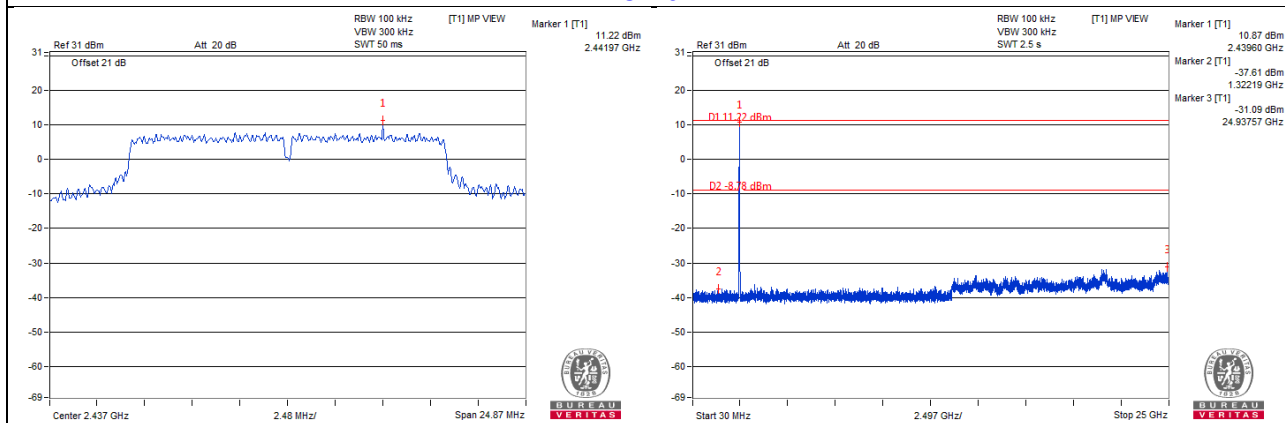 RBW 100 kHz
[T1] MP VIEW
Marker 1 [T1]
VBW 300 kHz
11.22 dBm
Ref 31 dBm
Att 20 dB
SWT 50 ms
2.44197 GHz
31
Offset 21 dB
20
1
10
0
-10
-20
-30
-40
-50
-60
-69
Center 2.437 GHz
2.48 MHz/
Span 24.87 MHz
BUREAU VERITAS
1828
BUREAU
VERITAS
RBW 100 kHz
[T1] MP VIEW
Marker 1 [T1]
VBW 300 kHz
10.87 dBm
Ref 31 dBm
Att 20 dB
SWT 2.5 s
2.43960 GHz
Marker 2 [T1]
-37.61 dBm
1.32219 GHz
Marker 3 [T1]
-31.09 dBm
24.93757 GHz
31
Offset 21 dB
20
1
D1 11.22 dBm
10
0
D2 -8.78 dBm
-10
-20
3
2
-30
-40
-50
-60
-69
Start 30 MHz
2.497 GHz/
Stop 25 GHz
BUREAU VERITAS
1828
BUREAU
VERITAS